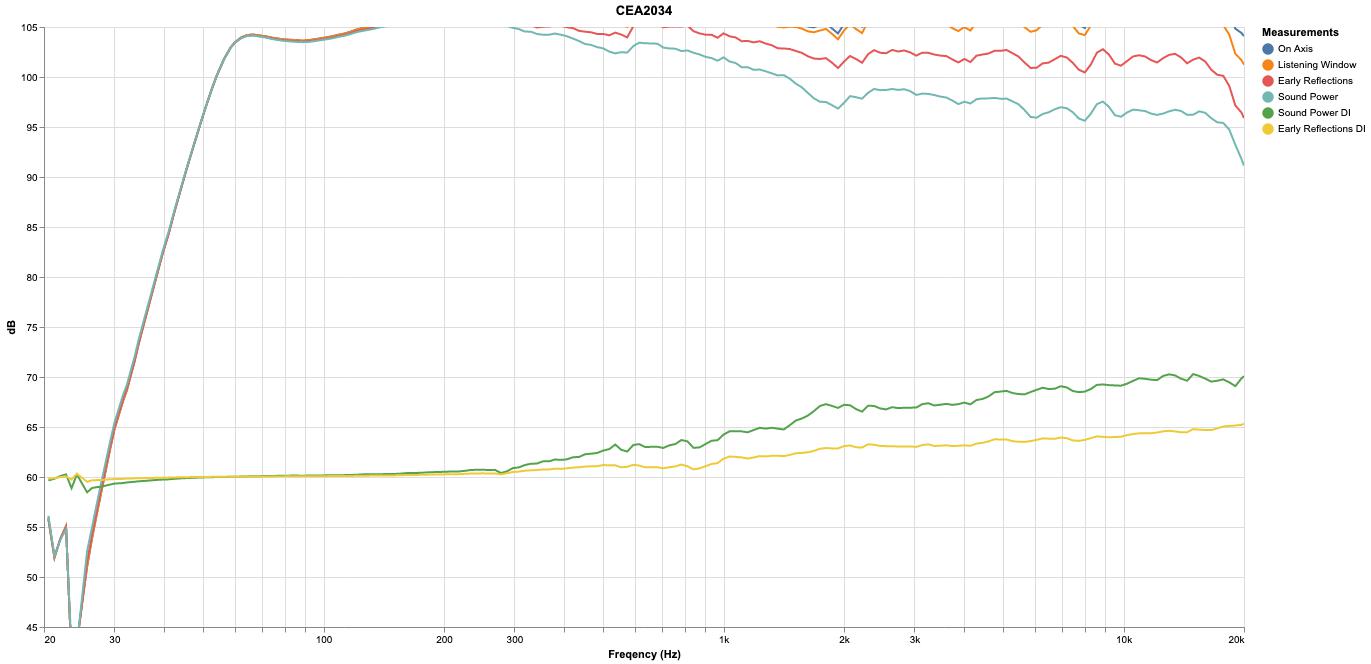 CEA2034
105
100
95
90
85
80
75
70
65
60
55
50
45
dB
20 30 100 200 300 1k 2k 3k 10k 20k
Freqency (Hz)
Measurements
On Axis
Listening Window
Early Reflections
Sound Power
Sound Power DI
Early Reflections DI